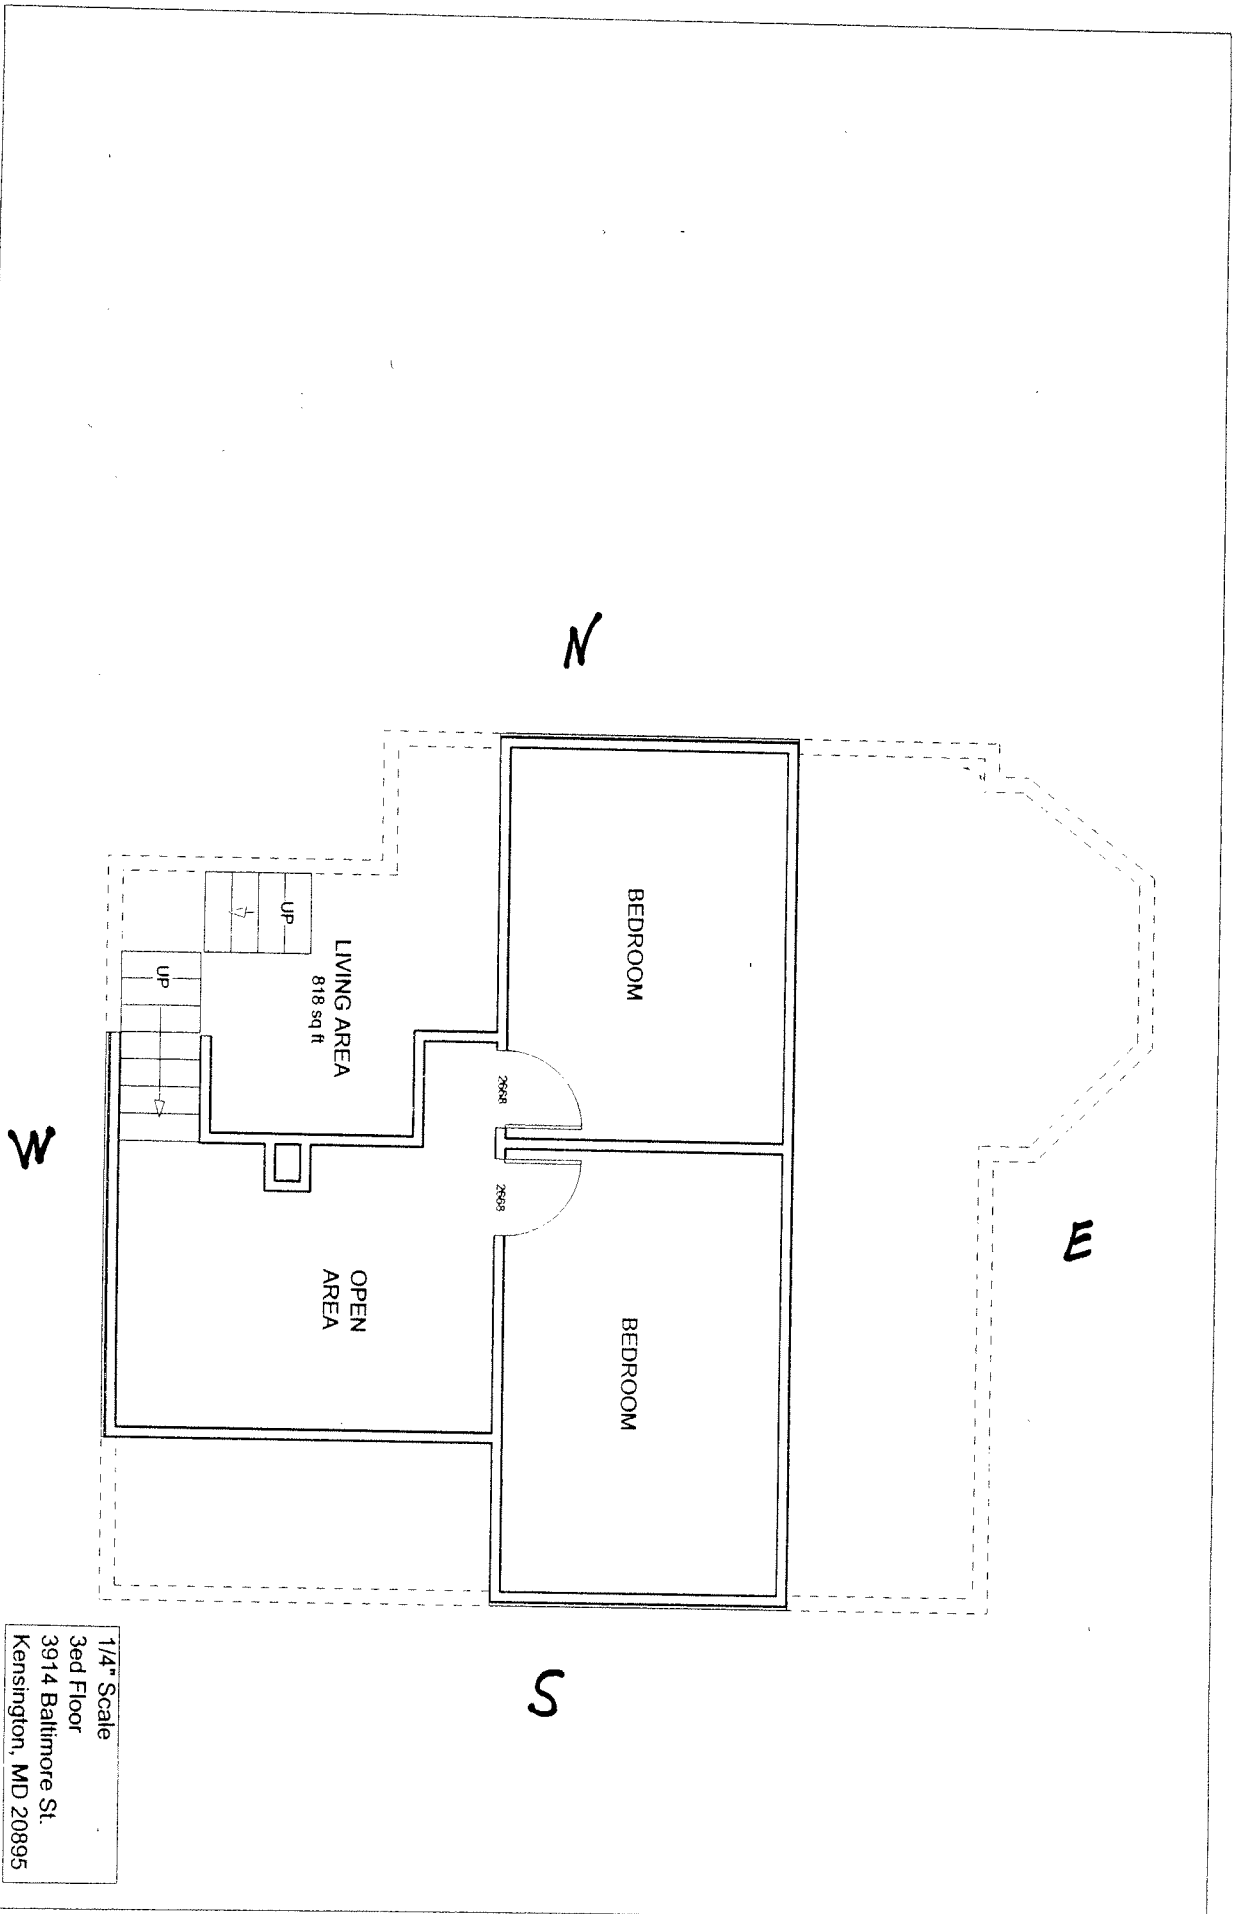 N
E
BEDROOM
BEDROOM
2668
2668
UP
UP
LIVING AREA
818 sq ft
OPEN
AREA
W
S
1/4" Scale
3ed Floor
3914 Baltimore St.
Kensington, MD 20895